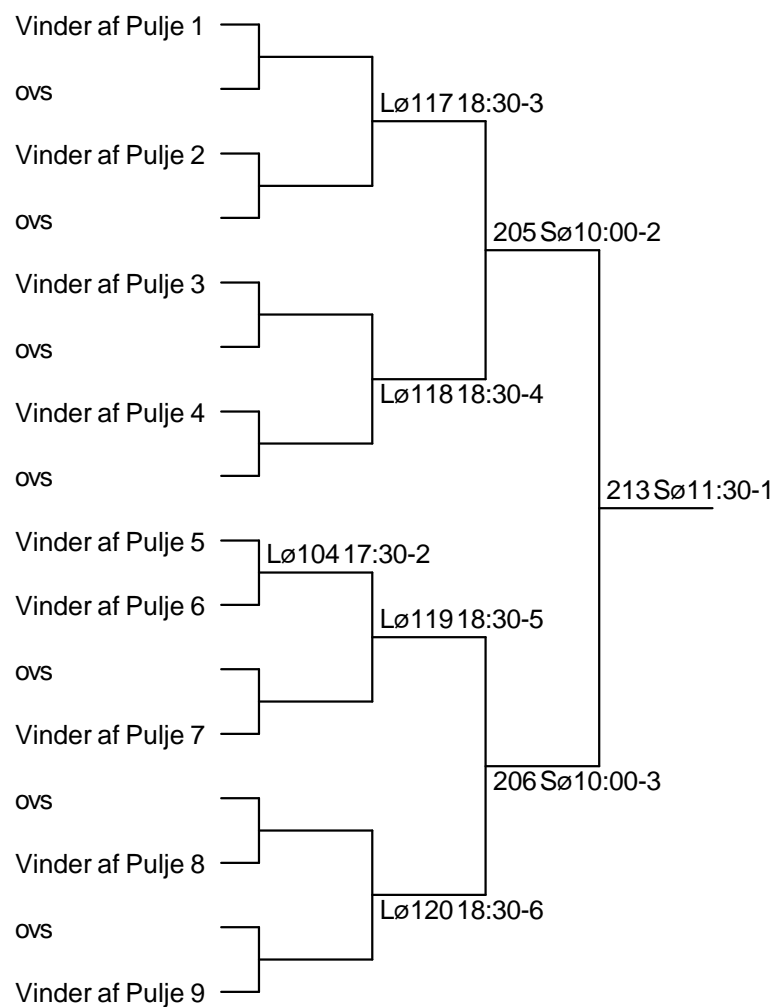 Vinder af Pulje 1
ovs
Lø117 18:30-3
Vinder af Pulje 2
ovs
205 Sø10:00-2
Vinder af Pulje 3
ovs
Lø118 18:30-4
Vinder af Pulje 4
ovs
213 Sø11:30-1
Vinder af Pulje 5
Lø104 17:30-2
Vinder af Pulje 6
Lø119 18:30-5
ovs
Vinder af Pulje 7
206 Sø10:00-3
ovs
Vinder af Pulje 8
Lø120 18:30-6
ovs
Vinder af Pulje 9